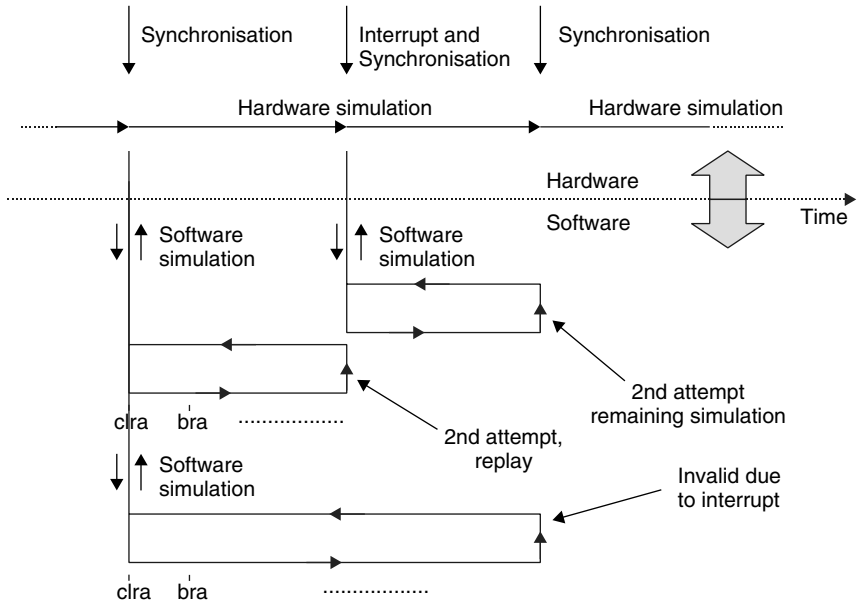 Synchronisation
Interrupt and
Synchronisation
Synchronisation
Hardware simulation
Hardware simulation
Hardware
Software
Time
Software
simulation
Software
simulation
2nd attempt
remaining simulation
clra
bra
2nd attempt,
replay
Software
simulation
Invalid due
to interrupt
clra
bra